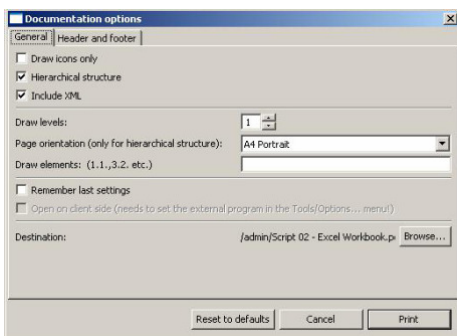 Documentation options
General Header and footer
Draw icons only
Hierarchical structure
Include XML
Draw levels: 1
Page orientation (only for hierarchical structure): A4 Portrait
Draw elements: (1.1.,3.2. etc.)
Remember last settings
Open on client side (needs to set the external program in the Tools/Options... menu!)
Destination: /admin/Script 02 - Excel Workbook.p Browse...
Reset to defaults Cancel Print